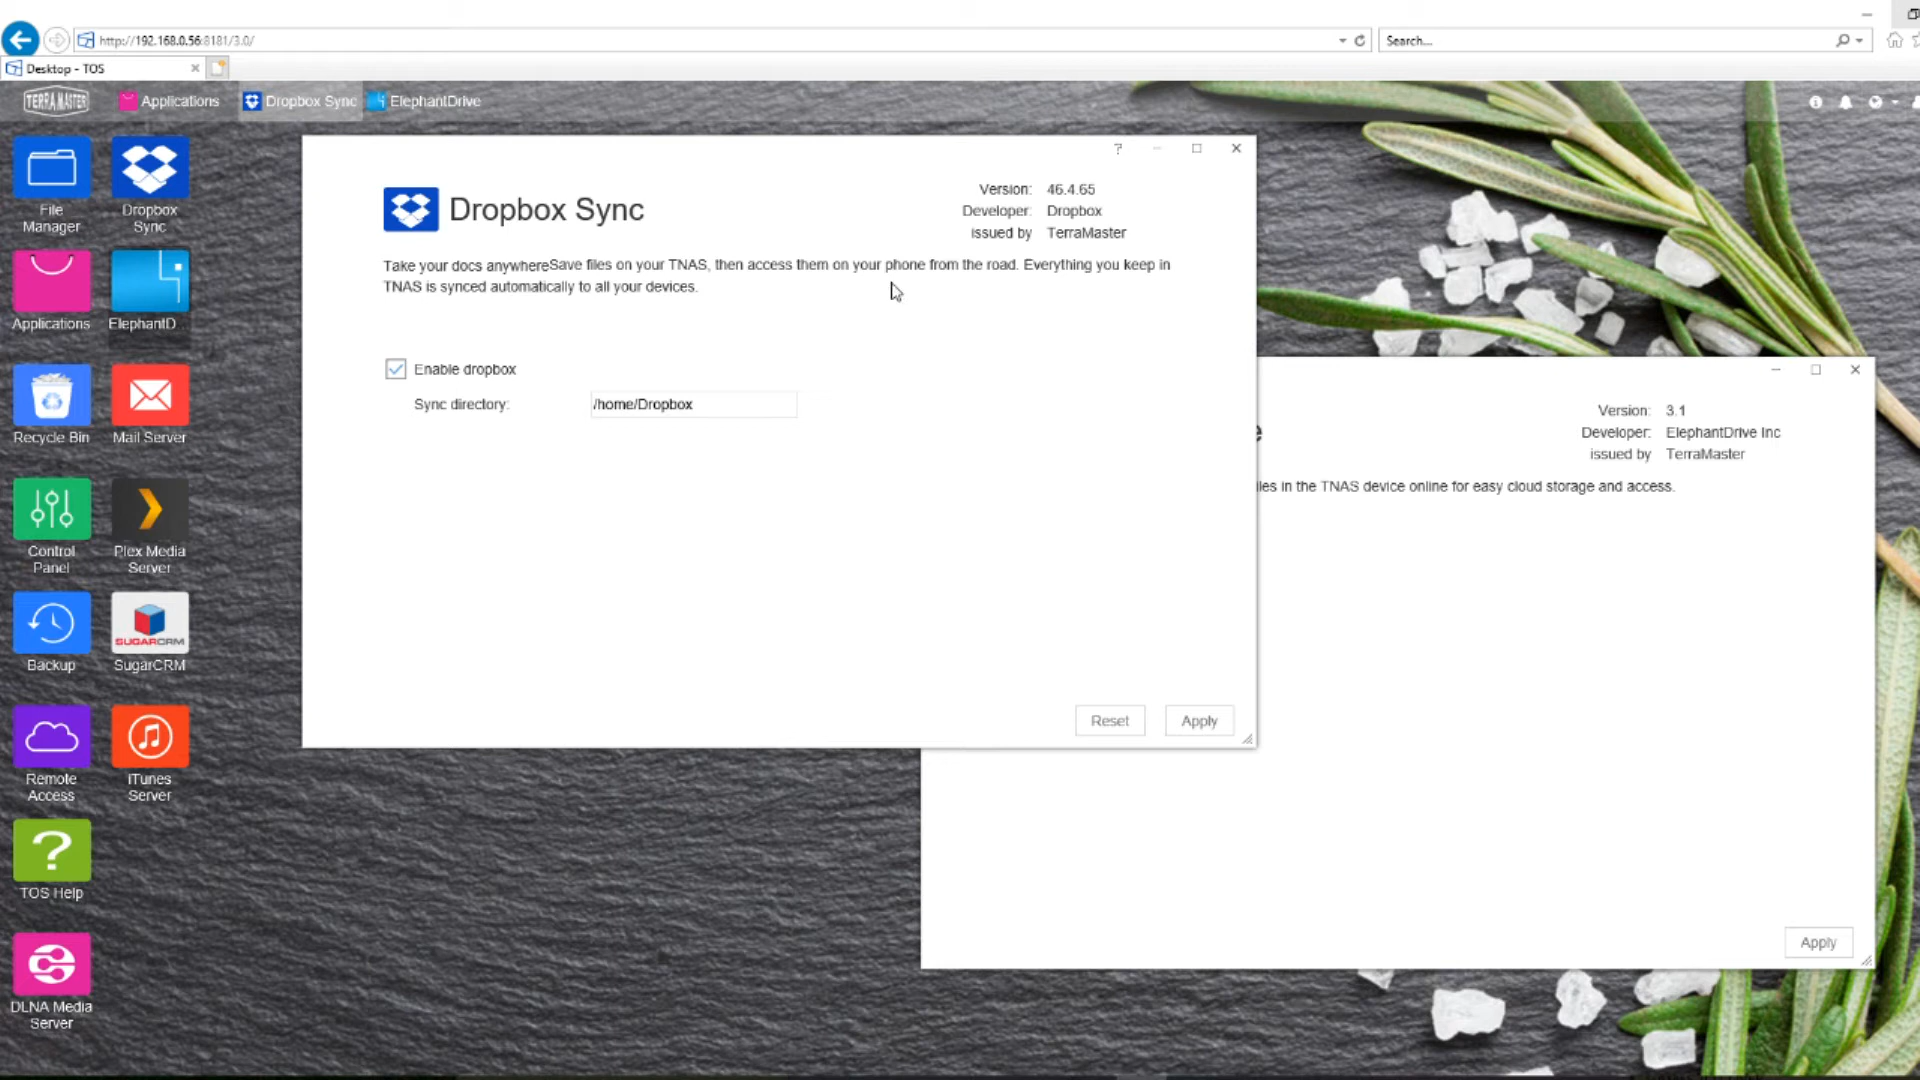 http://192.168.0.56:8181/3.0/
Search...
Desktop - TOS
TERRAMASTER
Applications
Dropbox Sync
ElephantDrive
File
Manager
Dropbox
Sync
Applications
ElephantD...
Recycle Bin
Mail Server
Control
Panel
Plex Media
Server
Backup
SUGARCRM
SugarCRM
Remote
Access
iTunes
Server
TOS Help
DLNA Media
Server
?
Dropbox Sync
Version: 46.4.65
Developer: Dropbox
issued by TerraMaster
Take your docs anywhereSave files on your TNAS, then access them on your phone from the road. Everything you keep in
TNAS is synced automatically to all your devices.
Enable dropbox
Sync directory: /home/Dropbox
Reset
Apply
e
Version: 3.1
Developer: ElephantDrive Inc
issued by TerraMaster
iles in the TNAS device online for easy cloud storage and access.
Apply